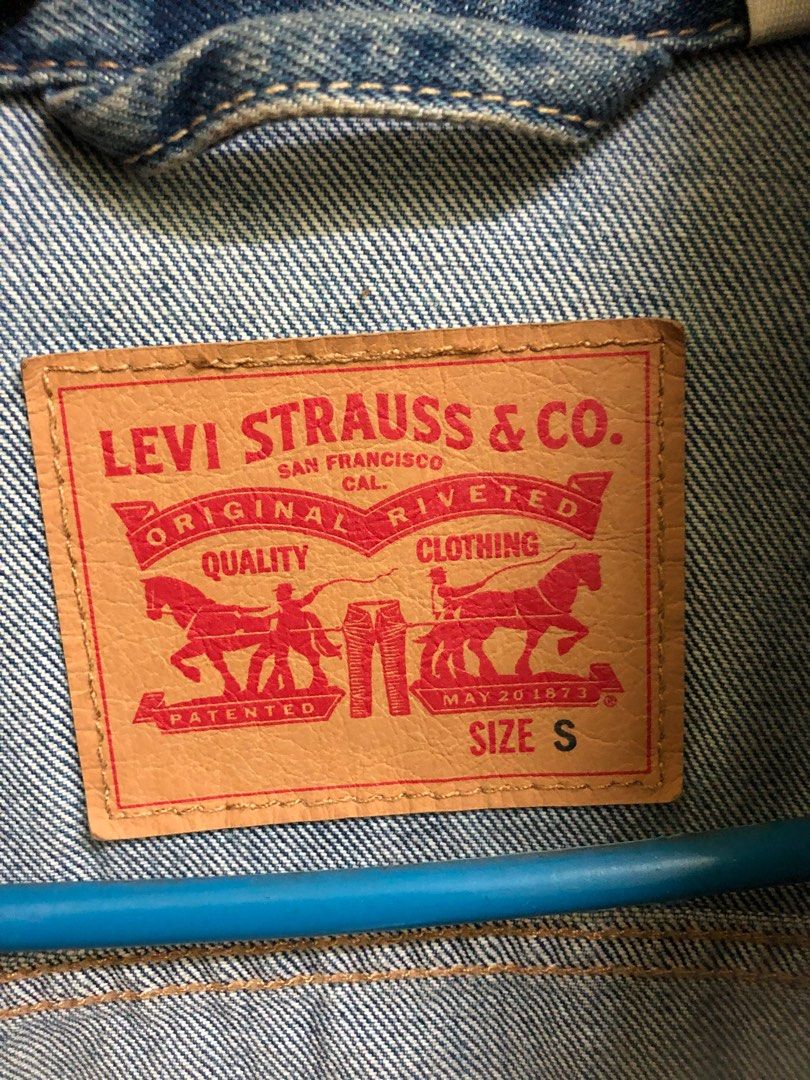 LEVI STRAUSS & CO.
SAN FRANCISCO
CAL.
ORIGINAL RIVETED
QUALITY CLOTHING
PATENTED MAY 20 1873 ®
SIZE S